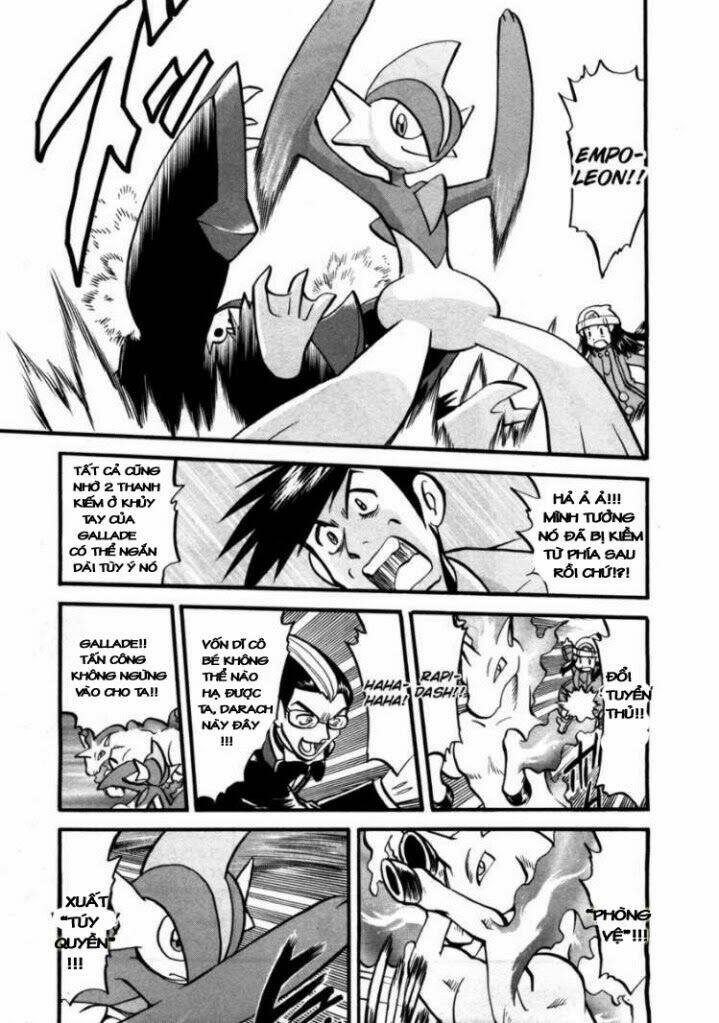 EMPO-
LEON!!
HẢ Ả Ả!!!
MÌNH TƯỞNG
NÓ ĐÃ BỊ KIỀM
TỪ PHÍA SAU
RỒI CHỨ!?!
TẤT CẢ CŨNG
NHỜ 2 THANH
KIẾM Ở KHỦY
TAY CỦA
GALLADE
CÓ THỂ NGẮN
DÀI TÙY Ý NÓ
ĐỔI
TUYỂN
THỦ!!
RAPI-
DASH!!
HAHA-
HAHA!
VỐN DĨ CÔ
BÉ KHÔNG
THỂ NÀO
HẠ ĐƯỢC
TA, DARACH
NÀY ĐÂY
!!!
GALLADE!!
TẤN CÔNG
KHÔNG NGỪNG
VÀO CHO TA!!
"PHÒNG
VỆ"!!!
XUẤT
"TÚY
QUYỀN"
!!!